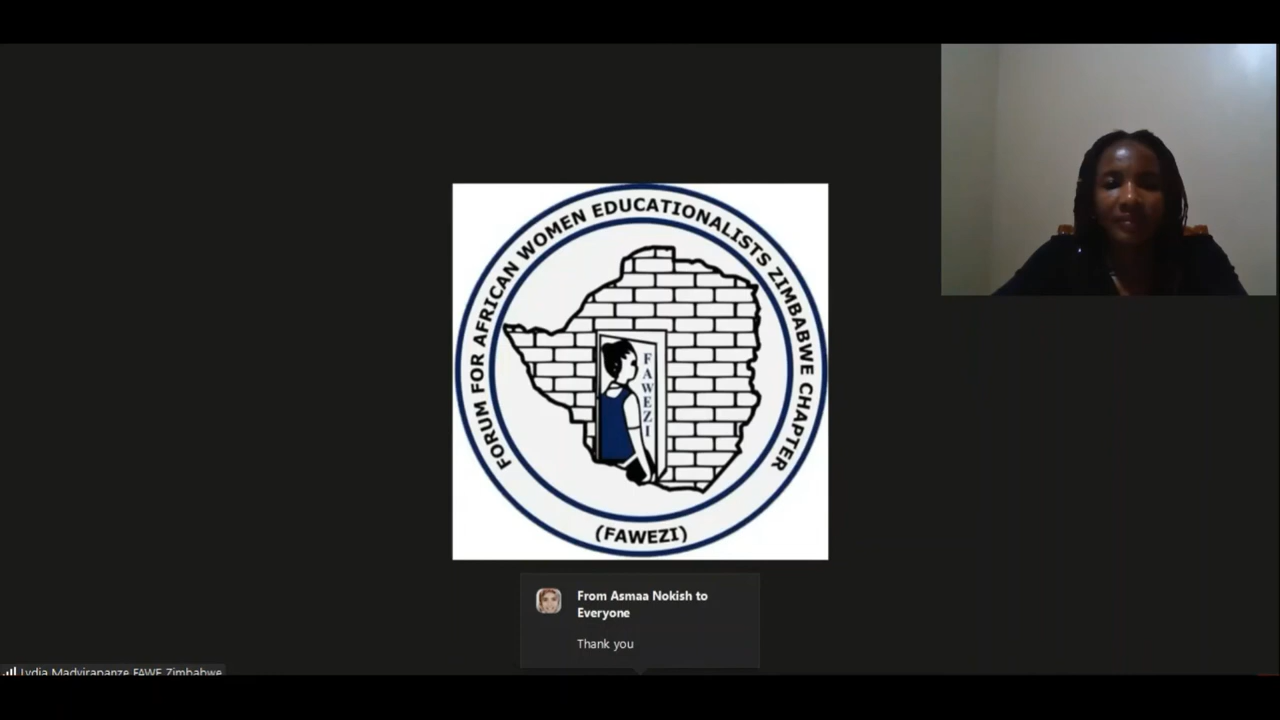 FORUM FOR AFRICAN WOMEN EDUCATIONALISTS ZIMBABWE CHAPTER
FAWEZI
(FAWEZI)
From Asmaa Nokish to
Everyone
Thank you
Lydia Madyirapanze FAWE Zimbabwe